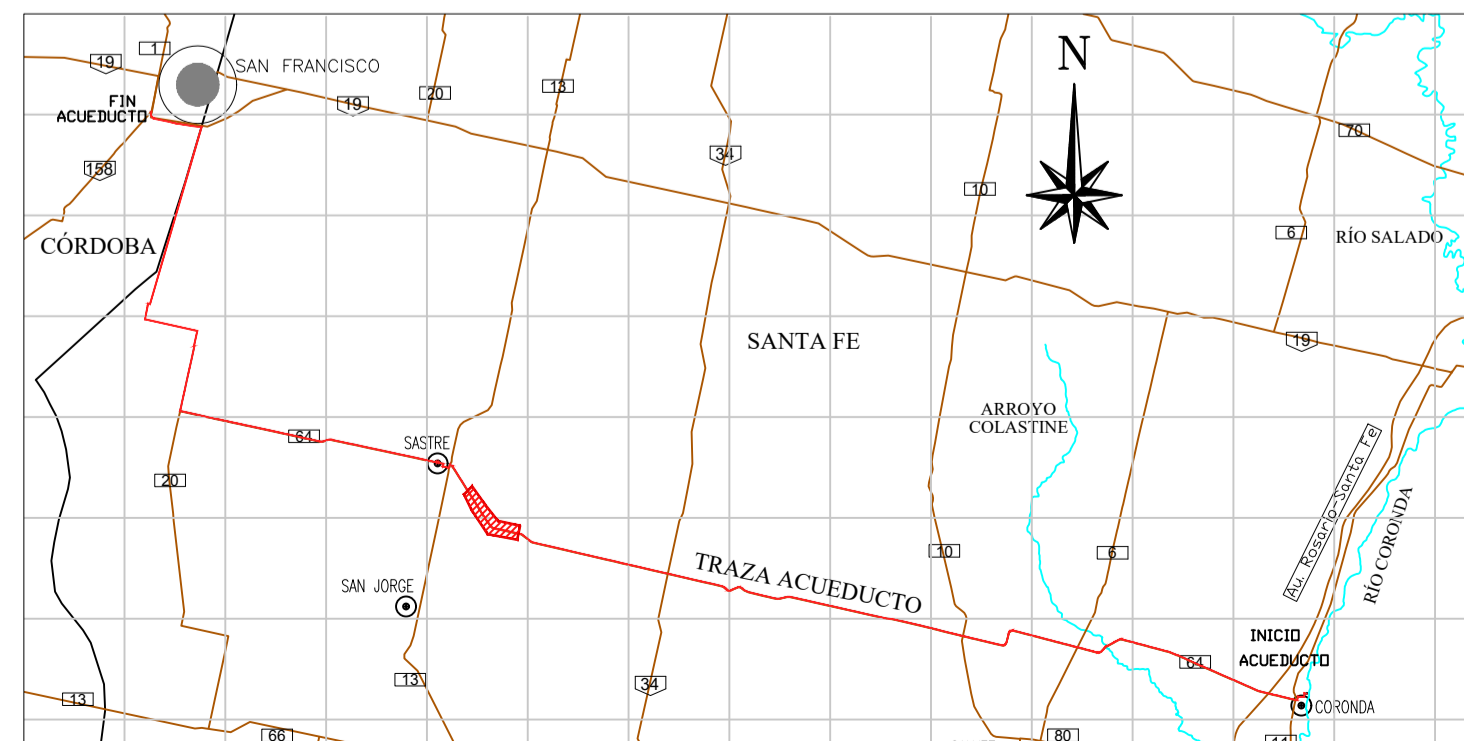 1
19
SAN FRANCISCO
FIN
ACUEDUCTO
19
20
13
34
N
70
158
10
6
CÓRDOBA
RÍO SALADO
SANTA FE
19
ARROYO
COLASTINE
64
SASTRE
20
Au. Rosario-Santa Fe
RÍO CORONDA
10
6
TRAZA ACUEDUCTO
SAN JORGE
INICIO
ACUEDUCTO
64
13
34
13
CORONDA
66
80